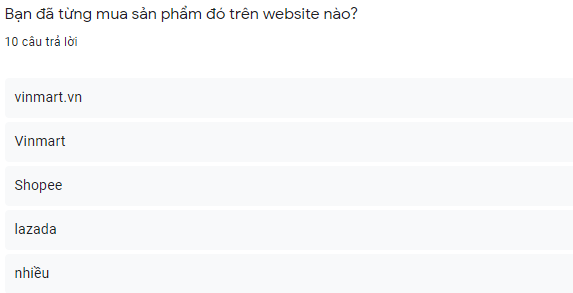 Bạn đã từng mua sản phẩm đó trên website nào?
10 câu trả lời
vinmart.vn
Vinmart
Shopee
lazada
nhiều